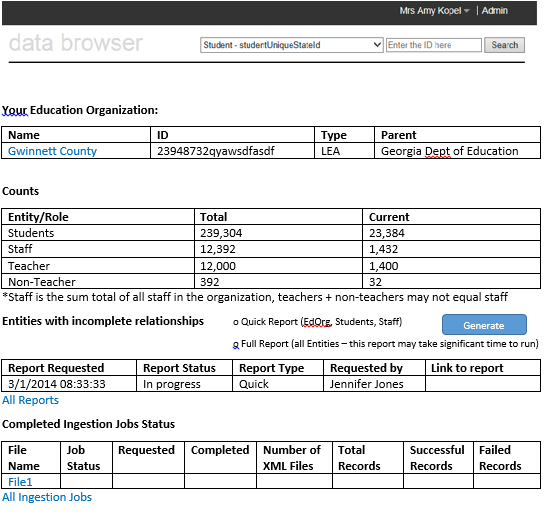 Mrs Amy Kopel | Admin
data browser
Student - studentUniqueStateId Enter the ID here Search
Your Education Organization:
Name ID Type Parent
Gwinnett County 23948732qyawsdfasdf LEA Georgia Dept of Education
Counts
Entity/Role Total Current
Students 239,304 23,384
Staff 12,392 1,432
Teacher 12,000 1,400
Non-Teacher 392 32
*Staff is the sum total of all staff in the organization, teachers + non-teachers may not equal staff
Entities with incomplete relationships o Quick Report (EdOrg, Students, Staff) Generate
o Full Report (all Entities – this report may take significant time to run)
Report Requested Report Status Report Type Requested by Link to report
3/1/2014 08:33:33 In progress Quick Jennifer Jones
All Reports
Completed Ingestion Jobs Status
File Job Requested Completed Number of Total Successful Failed
Name Status XML Files Records Records Records
File1
All Ingestion Jobs